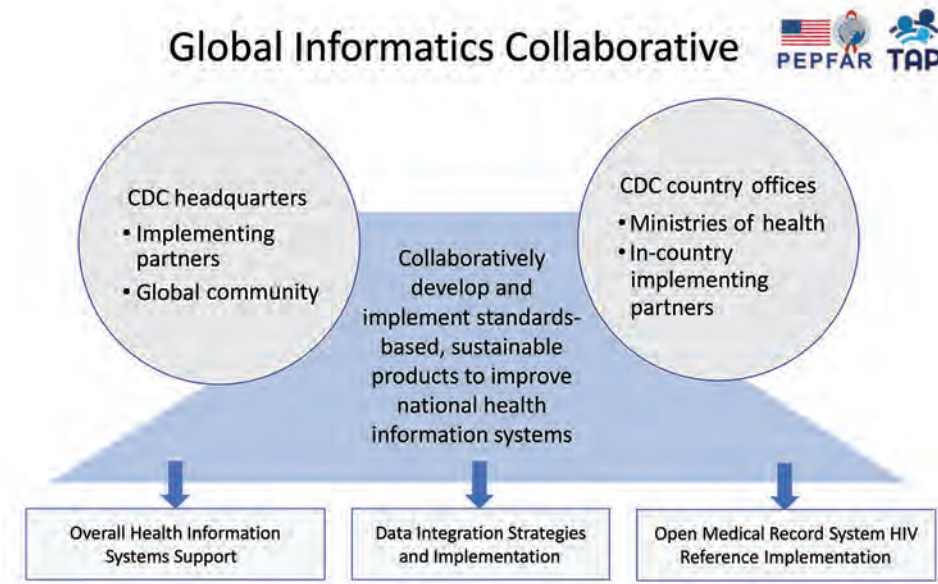 Global Informatics Collaborative
PEPFAR
TAP
CDC headquarters
• Implementing
partners
• Global community
CDC country offices
• Ministries of health
• In-country
implementing
partners
Collaboratively
develop and
implement standards-
based, sustainable
products to improve
national health
information systems
Overall Health Information
Systems Support
Data Integration Strategies
and Implementation
Open Medical Record System HIV
Reference Implementation